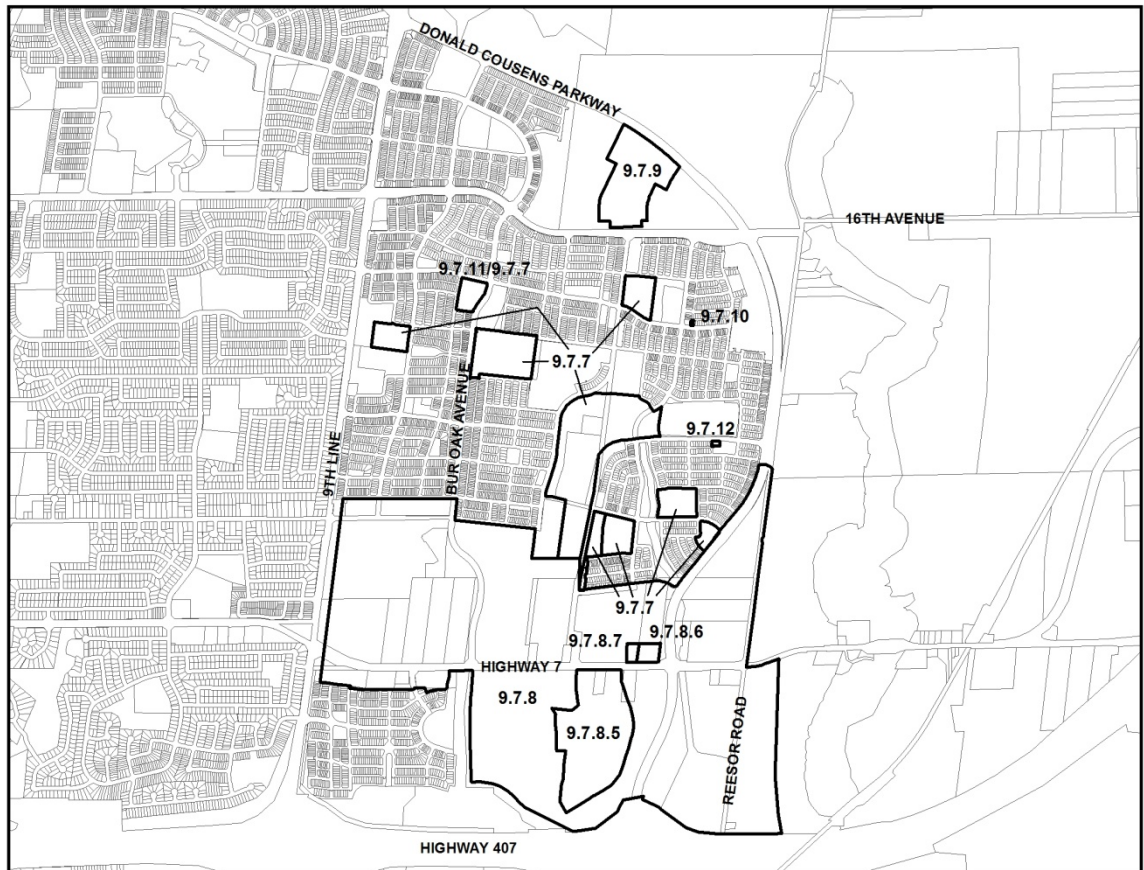 DONALD COUSENS PARKWAY
9.7.9
16TH AVENUE
9.7.11/9.7.7
9.7.10
9.7.7
9.7.12
9TH LINE
BUR OAK AVENUE
9.7.7
9.7.8.7
9.7.8.6
HIGHWAY 7
9.7.8
9.7.8.5
REESOR ROAD
HIGHWAY 407